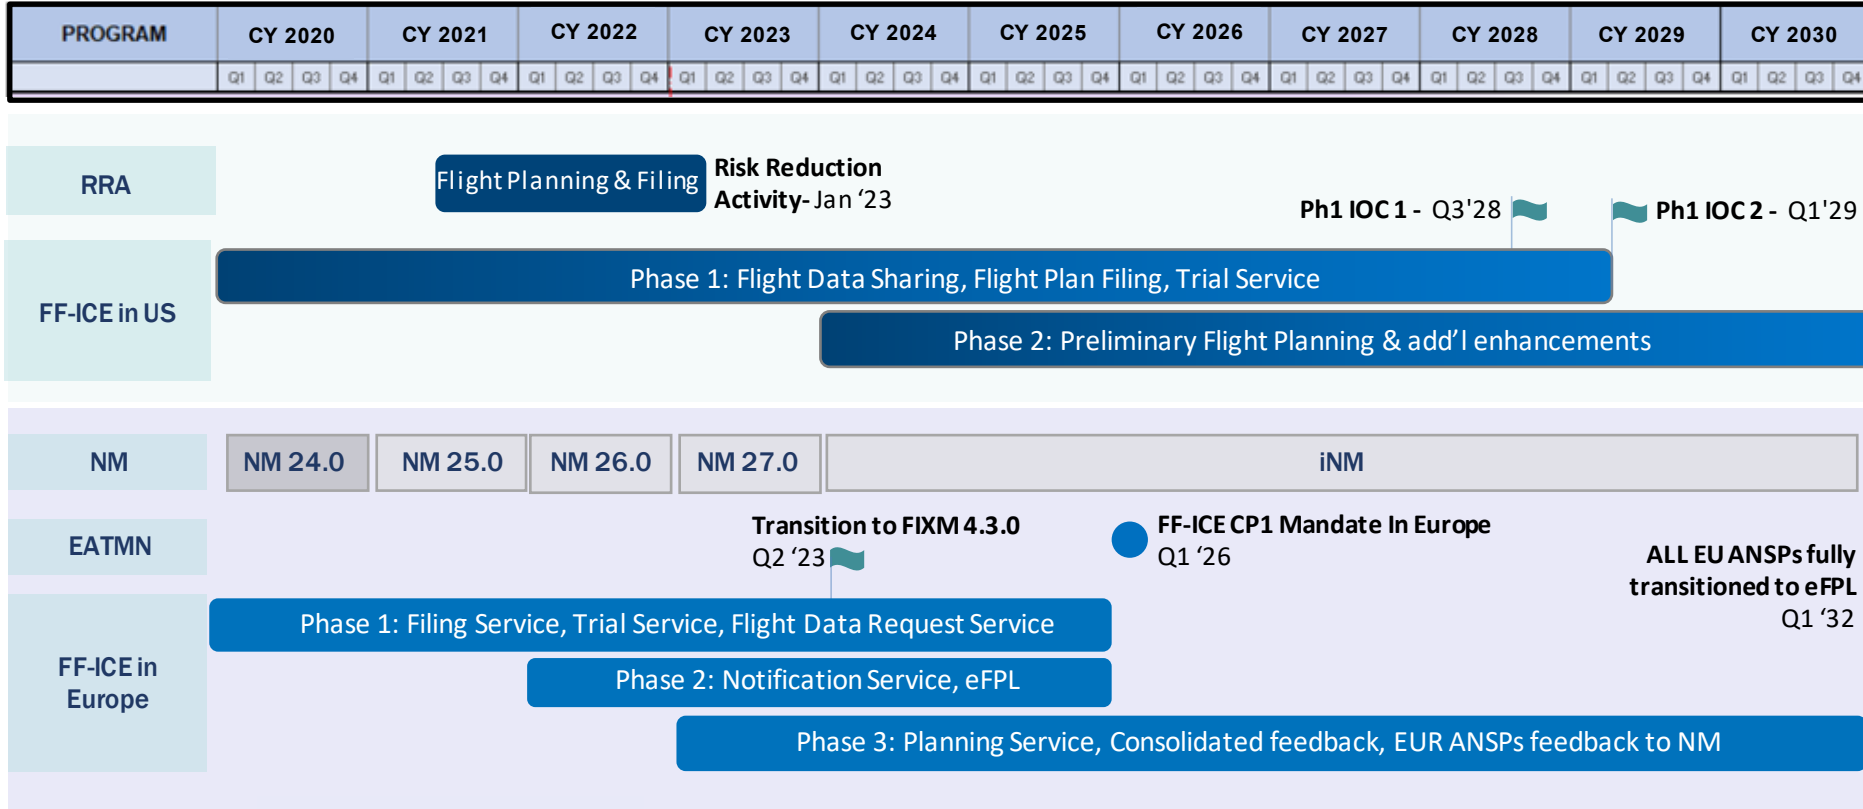 PROGRAM CY 2020 CY 2021 CY 2022 CY 2023 CY 2024 CY 2025 CY 2026 CY 2027 CY 2028 CY 2029 CY 2030
Q1 Q2 Q3 Q4 Q1 Q2 Q3 Q4 Q1 Q2 Q3 Q4 Q1 Q2 Q3 Q4 Q1 Q2 Q3 Q4 Q1 Q2 Q3 Q4 Q1 Q2 Q3 Q4 Q1 Q2 Q3 Q4 Q1 Q2 Q3 Q4 Q1 Q2 Q3 Q4 Q1 Q2 Q3 Q4
RRA
Flight Planning & Filing
Risk Reduction
Activity- Jan ‘23
Ph1 IOC 1 - Q3'28
Ph1 IOC 2 - Q1'29
FF-ICE in US
Phase 1: Flight Data Sharing, Flight Plan Filing, Trial Service
Phase 2: Preliminary Flight Planning & add’l enhancements
NM
NM 24.0
NM 25.0
NM 26.0
NM 27.0
iNM
EATMN
Transition to FIXM 4.3.0
Q2 ‘23
FF-ICE CP1 Mandate In Europe
Q1 ‘26
ALL EU ANSPs fully
transitioned to eFPL
Q1 ‘32
FF-ICE in
Europe
Phase 1: Filing Service, Trial Service, Flight Data Request Service
Phase 2: Notification Service, eFPL
Phase 3: Planning Service, Consolidated feedback, EUR ANSPs feedback to NM